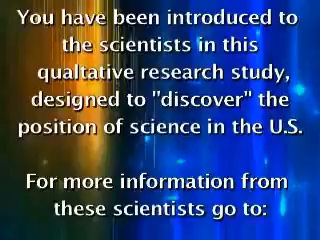 You have been introduced to
the scientists in this
qualtative research study,
designed to "discover" the
position of science in the U.S.
For more information from
these scientists go to: